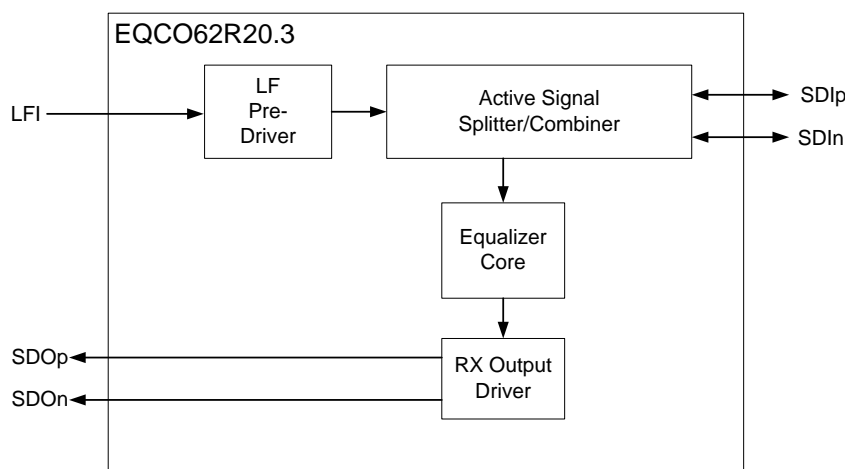 EQCO62R20.3
LFI
LF
Pre-
Driver
Active Signal
Splitter/Combiner
SDIp
SDIn
Equalizer
Core
SDOp
SDOn
RX Output
Driver